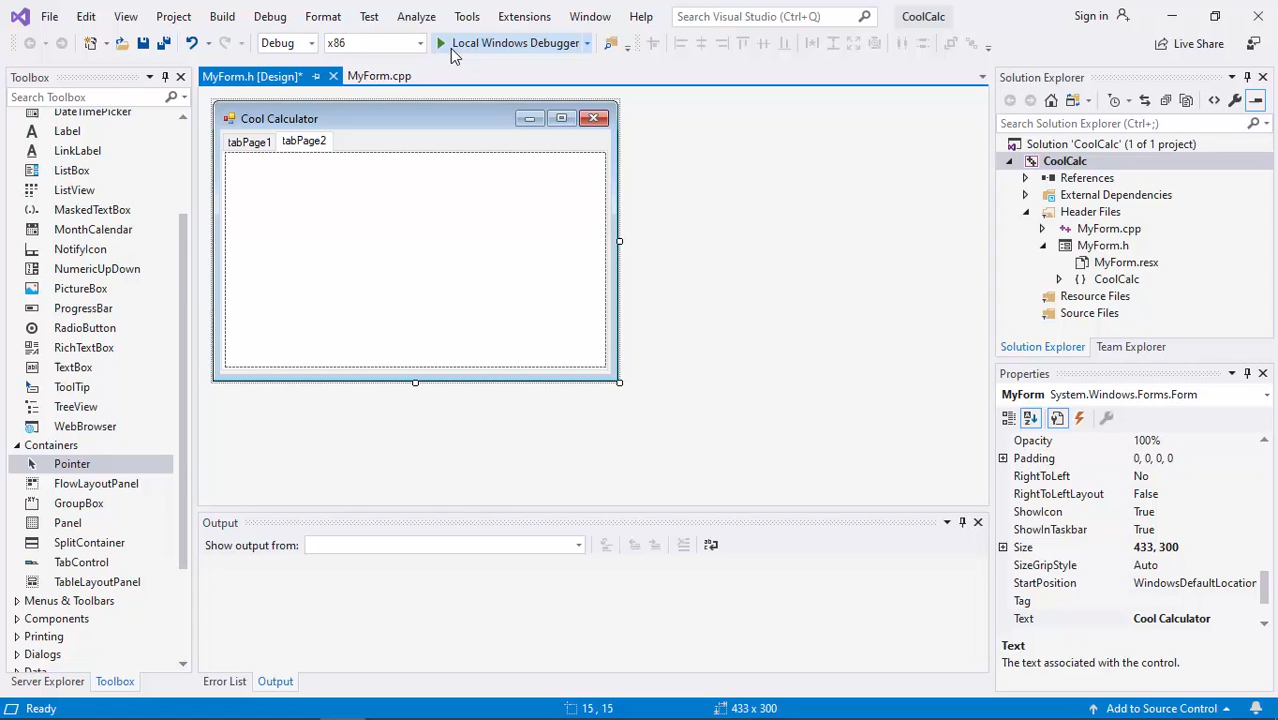 File Edit View Project Build Debug Format Test Analyze Tools Extensions Window Help Search Visual Studio (Ctrl+Q) CoolCalc Sign in
Debug x86 Local Windows Debugger Live Share
Toolbox
Search Toolbox
DateTimePicker
Label
LinkLabel
ListBox
ListView
MaskedTextBox
MonthCalendar
NotifyIcon
NumericUpDown
PictureBox
ProgressBar
RadioButton
RichTextBox
TextBox
ToolTip
TreeView
WebBrowser
Containers
Pointer
FlowLayoutPanel
GroupBox
Panel
SplitContainer
TabControl
TableLayoutPanel
Menus & Toolbars
Components
Printing
Dialogs
Data
Server Explorer Toolbox
MyForm.h [Design]* MyForm.cpp
Cool Calculator
tabPage1 tabPage2
Output
Show output from:
Error List Output
Solution Explorer
Search Solution Explorer (Ctrl+;)
Solution 'CoolCalc' (1 of 1 project)
CoolCalc
References
External Dependencies
Header Files
MyForm.cpp
MyForm.h
MyForm.resx
CoolCalc
Resource Files
Source Files
Solution Explorer Team Explorer
Properties
MyForm System.Windows.Forms.Form
Opacity 100%
Padding 0, 0, 0, 0
RightToLeft No
RightToLeftLayout False
ShowIcon True
ShowInTaskbar True
Size 433, 300
SizeGripStyle Auto
StartPosition WindowsDefaultLocation
Tag
Text Cool Calculator
Text
The text associated with the control.
Ready 15 , 15 433 x 300 Add to Source Control